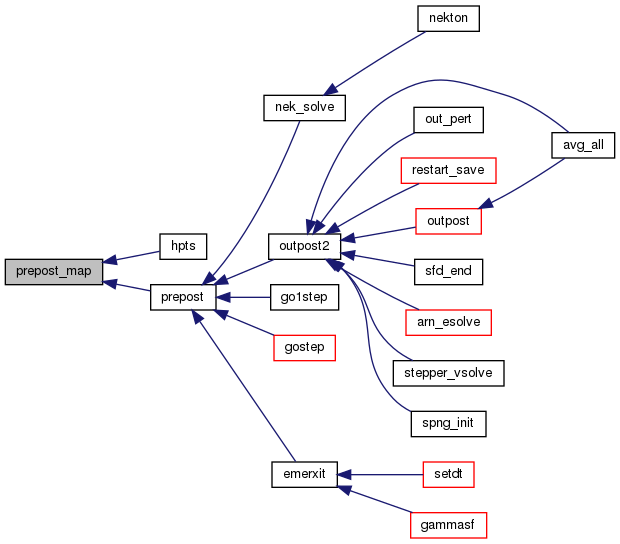 nekton
nek_solve
out_pert
avg_all
restart_save
outpost
hpts
outpost2
prepost_map
sfd_end
prepost
go1step
arn_esolve
gostep
stepper_vsolve
spng_init
emerxit
setdt
gammasf